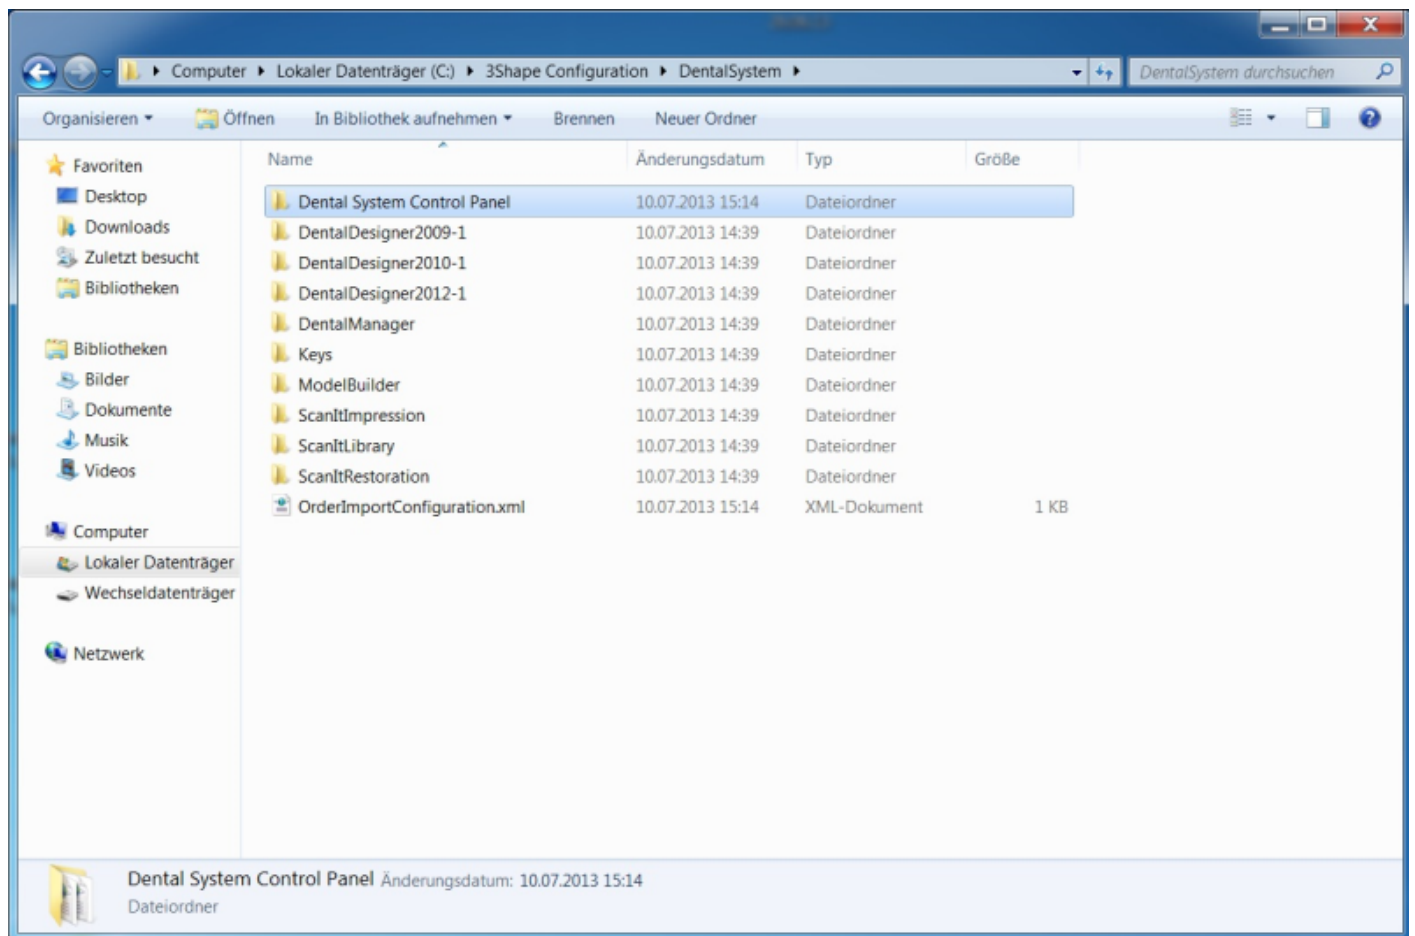 Computer ▸ Lokaler Datenträger (C:) ▸ 3Shape Configuration ▸ DentalSystem ▸ DentalSystem durchsuchen
Organisieren Öffnen In Bibliothek aufnehmen Brennen Neuer Ordner
Name Änderungsdatum Typ Größe
Favoriten
Desktop
Downloads
Zuletzt besucht
Bibliotheken
Bibliotheken
Bilder
Dokumente
Musik
Videos
Computer
Lokaler Datenträger
Wechseldatenträger
Netzwerk
Dental System Control Panel 10.07.2013 15:14 Dateiordner
DentalDesigner2009-1 10.07.2013 14:39 Dateiordner
DentalDesigner2010-1 10.07.2013 14:39 Dateiordner
DentalDesigner2012-1 10.07.2013 14:39 Dateiordner
DentalManager 10.07.2013 14:39 Dateiordner
Keys 10.07.2013 14:39 Dateiordner
ModelBuilder 10.07.2013 14:39 Dateiordner
ScanItImpression 10.07.2013 14:39 Dateiordner
ScanItLibrary 10.07.2013 14:39 Dateiordner
ScanItRestoration 10.07.2013 14:39 Dateiordner
OrderImportConfiguration.xml 10.07.2013 15:14 XML-Dokument 1 KB
Dental System Control Panel Änderungsdatum: 10.07.2013 15:14
Dateiordner